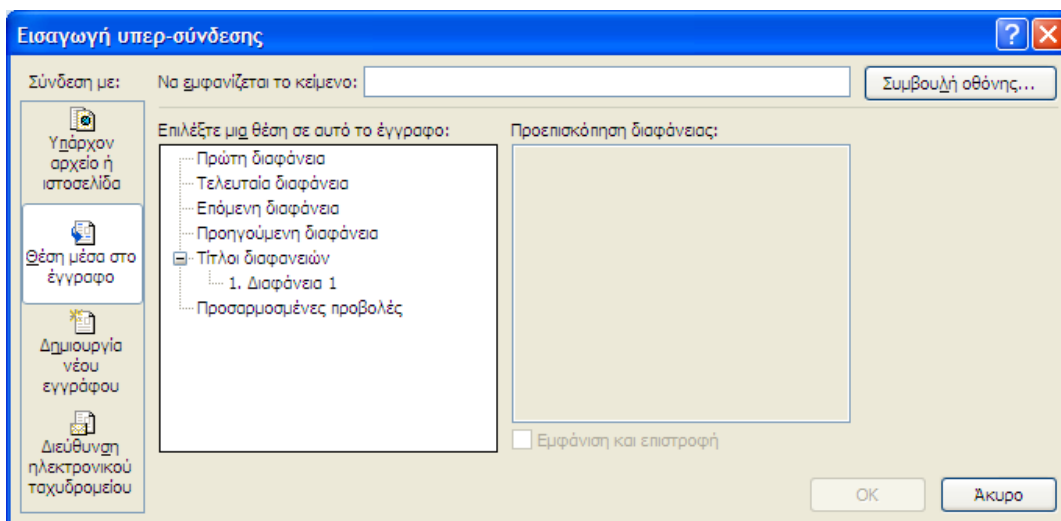 Εισαγωγή υπερ-σύνδεσης
Σύνδεση με:
Να εμφανίζεται το κείμενο:
Συμβουλή οθόνης...
Υπάρχον
αρχείο ή
ιστοσελίδα
Θέση μέσα στο
έγγραφο
Δημιουργία
νέου
εγγράφου
Διεύθυνση
ηλεκτρονικού
ταχυδρομείου
Επιλέξτε μια θέση σε αυτό το έγγραφο:
Πρώτη διαφάνεια
Τελευταία διαφάνεια
Επόμενη διαφάνεια
Προηγούμενη διαφάνεια
Τίτλοι διαφανειών
1. Διαφάνεια 1
Προσαρμοσμένες προβολές
Προεπισκόπηση διαφάνειας:
Εμφάνιση και επιστροφή
OK
Άκυρο